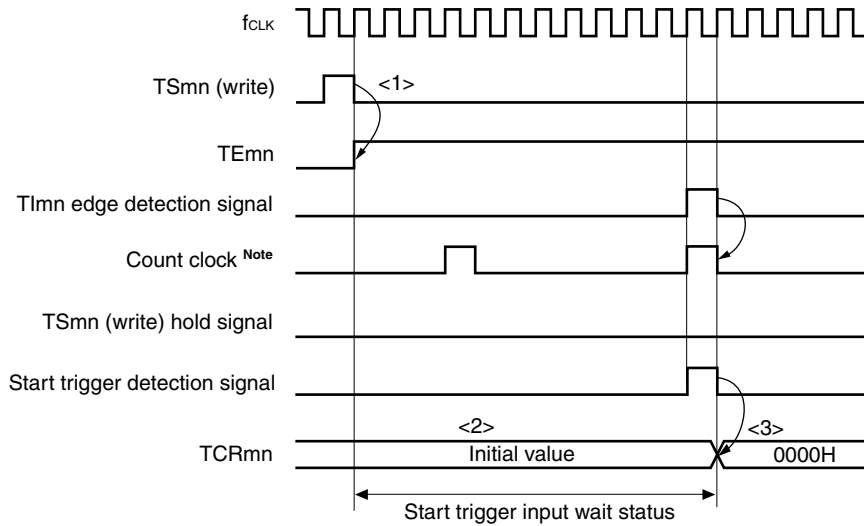 fCLK
TSmn (write)
<1>
TEmn
TImn edge detection signal
Count clock Note
TSmn (write) hold signal
Start trigger detection signal
<2>
<3>
TCRmn
Initial value
0000H
Start trigger input wait status